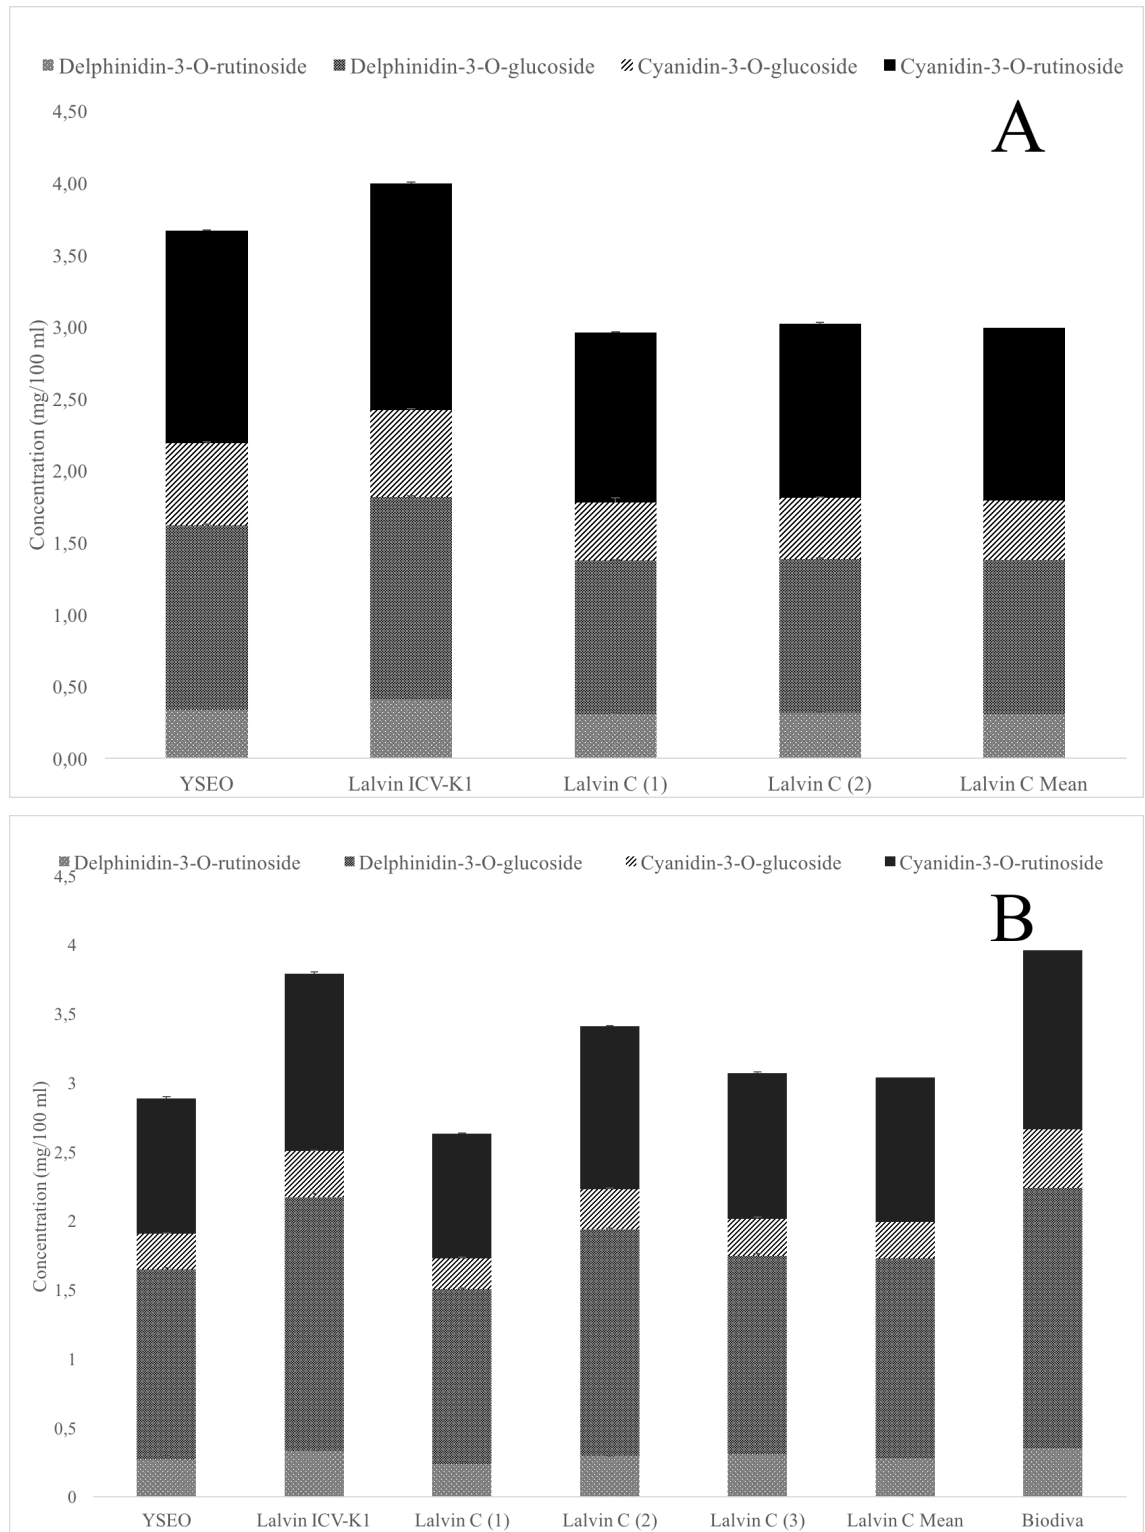 Delphinidin-3-O-rutinoside Delphinidin-3-O-glucoside Cyanidin-3-O-glucoside Cyanidin-3-O-rutinoside
A
4,50
4,00
3,50
3,00
2,50
2,00
1,50
1,00
0,50
0,00
Concentration (mg/100 ml)
YSEO Lalvin ICV-K1 Lalvin C (1) Lalvin C (2) Lalvin C Mean
Delphinidin-3-O-rutinoside Delphinidin-3-O-glucoside Cyanidin-3-O-glucoside Cyanidin-3-O-rutinoside
B
4,5
4
3,5
3
2,5
2
1,5
1
0,5
0
Concentration (mg/100 ml)
YSEO Lalvin ICV-K1 Lalvin C (1) Lalvin C (2) Lalvin C (3) Lalvin C Mean Biodiva